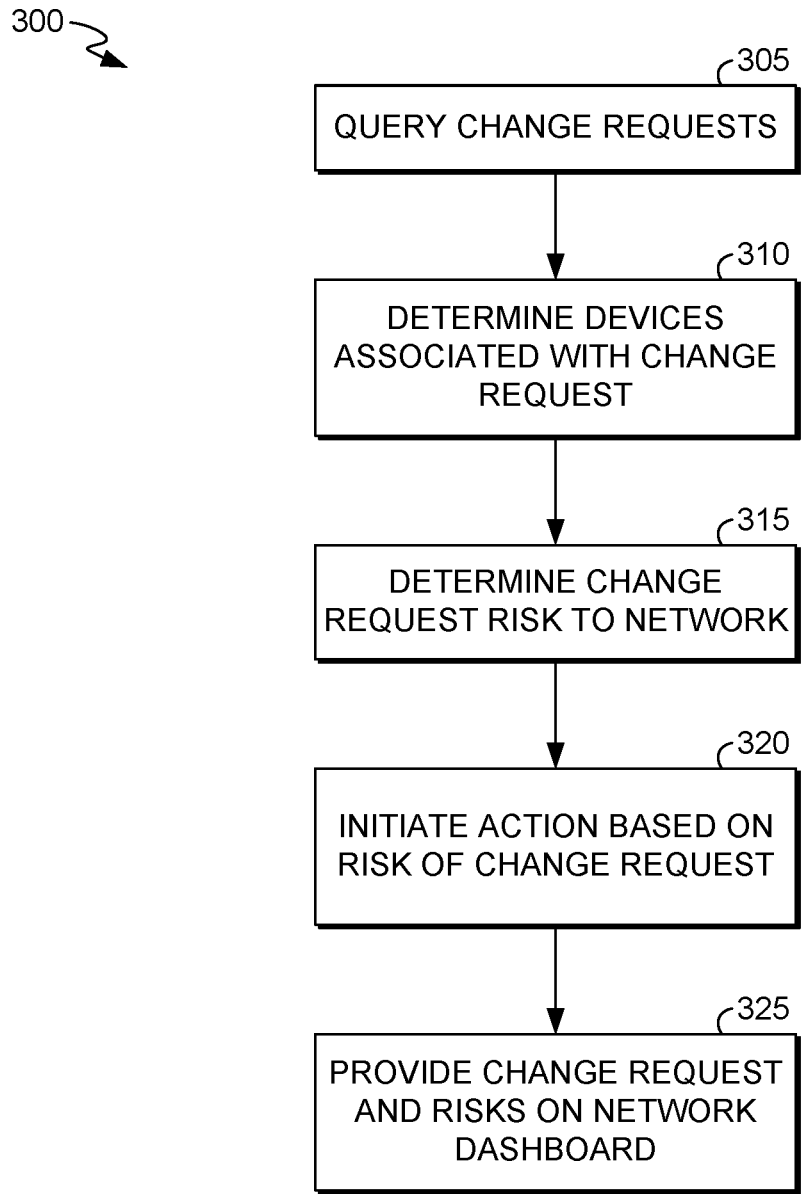 300
305
QUERY CHANGE REQUESTS
310
DETERMINE DEVICES
ASSOCIATED WITH CHANGE
REQUEST
315
DETERMINE CHANGE
REQUEST RISK TO NETWORK
320
INITIATE ACTION BASED ON
RISK OF CHANGE REQUEST
325
PROVIDE CHANGE REQUEST
AND RISKS ON NETWORK
DASHBOARD